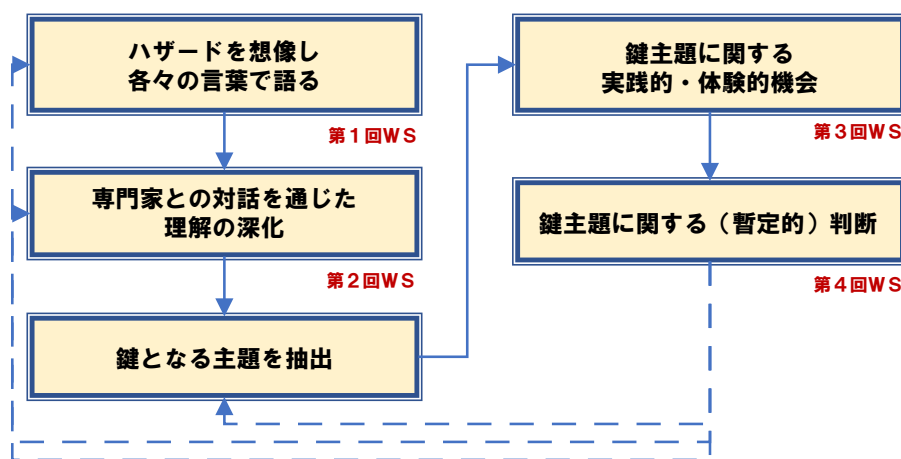 ハザードを想像し
各々の言葉で語る
第1回WS
専門家との対話を通じた
理解の深化
第2回WS
鍵となる主題を抽出
鍵主題に関する
実践的・体験的機会
第3回WS
鍵主題に関する（暫定的）判断
第4回WS